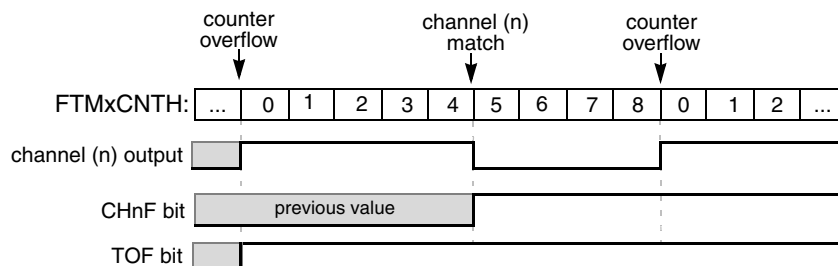 counter
overflow
channel (n)
match
counter
overflow
FTMxCNTH: ... 0 1 2 3 4 5 6 7 8 0 1 2 ...
channel (n) output
CHnF bit
previous value
TOF bit